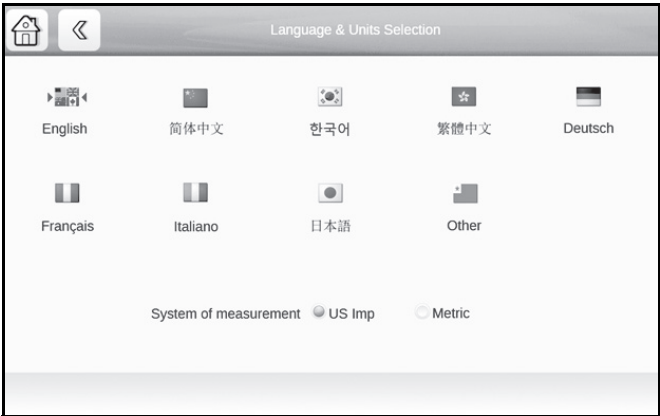 Language & Units Selection
English 简体中文 한국어 繁體中文 Deutsch
Français Italiano 日本語 Other
System of measurement US Imp Metric